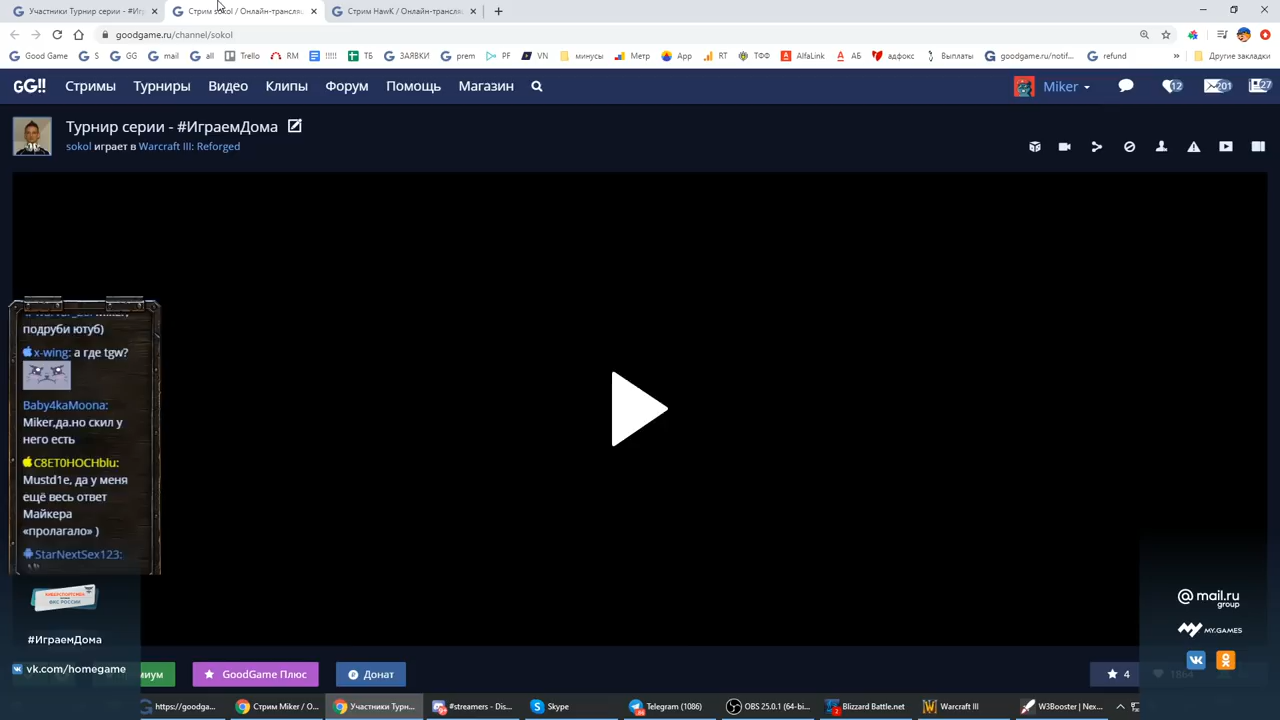 Участники Турнир серии - #Игр
Стрим sokol / Онлайн-трансляц
Стрим HawK / Онлайн-трансляц
goodgame.ru/channel/sokol
Good Game
S
GG
mail
all
Trello
RM
!!!!!
ТБ
ЗАЯВКИ
prem
PF
VN
минусы
Метр
App
RT
ТФФ
AlfaLink
АБ
адфокс
Выплаты
goodgame.ru/notif...
refund
Другие закладки
GG!!
Стримы
Турниры
Видео
Клипы
Форум
Помощь
Магазин
Miker
12
201
27
Турнир серии - #ИграемДома
sokol играет в Warcraft III: Reforged
подруби ютуб)
x-wing: а где tgw?
Baby4kaMoona:
Miker,да.но скил у
него есть
C8ET0HOCHblu:
Mustd1e, да у меня
ещё весь ответ
Майкера
«пролагало» )
StarNextSex123:
#ИграемДома
vk.com/homegame
миум
GoodGame Плюс
Донат
4
1864
@mail.ru
group
MY.GAMES
https://goodga...
Стрим Miker / О...
Участники Турн...
#streamers - Dis...
Skype
Telegram (1086)
OBS 25.0.1 (64-bi...
Blizzard Battle.net
Warcraft III
W3Booster | Nex...